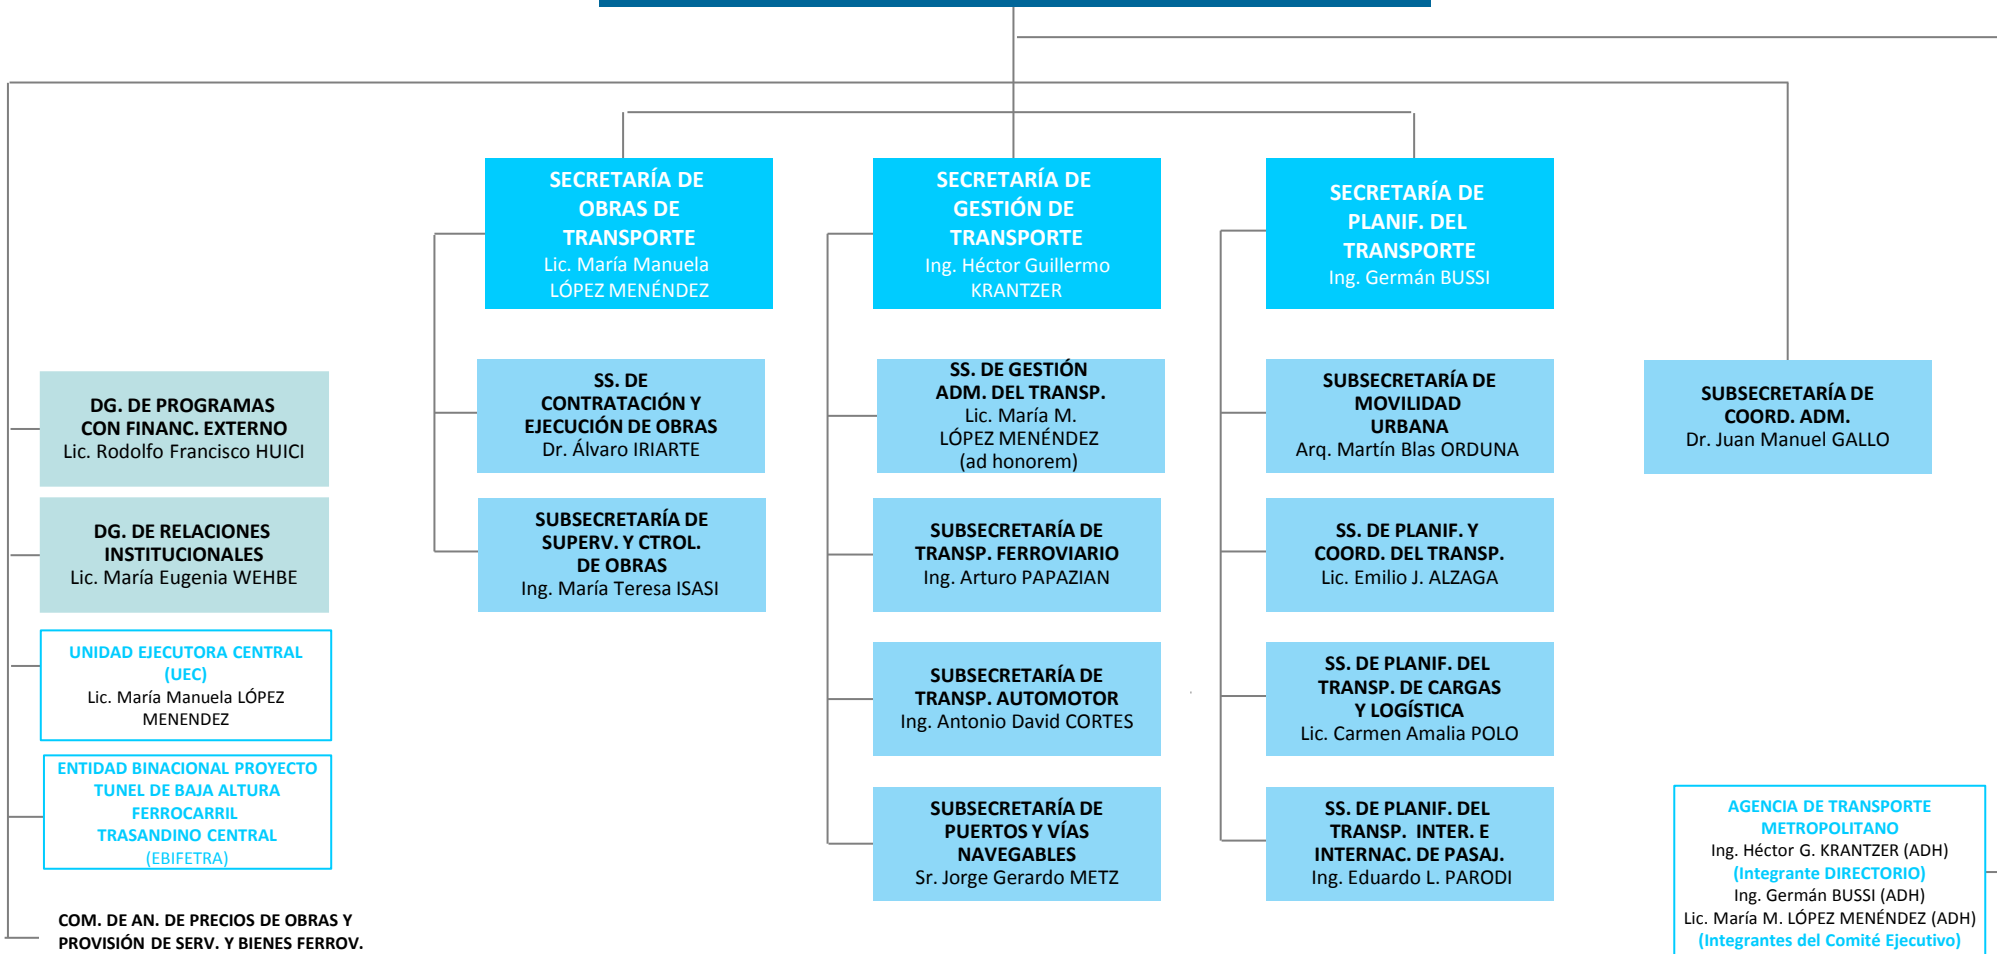 SECRETARÍA DE
OBRAS DE
TRANSPORTE
Lic. María Manuela
LÓPEZ MENÉNDEZ
SECRETARÍA DE
GESTIÓN DE
TRANSPORTE
Ing. Héctor Guillermo
KRANTZER
SECRETARÍA DE
PLANIF. DEL
TRANSPORTE
Ing. Germán BUSSI
DG. DE PROGRAMAS
CON FINANC. EXTERNO
Lic. Rodolfo Francisco HUICI
DG. DE RELACIONES
INSTITUCIONALES
Lic. María Eugenia WEHBE
UNIDAD EJECUTORA CENTRAL
(UEC)
Lic. María Manuela LÓPEZ
MENENDEZ
ENTIDAD BINACIONAL PROYECTO
TUNEL DE BAJA ALTURA
FERROCARRIL
TRASANDINO CENTRAL
(EBIFETRA)
COM. DE AN. DE PRECIOS DE OBRAS Y
PROVISIÓN DE SERV. Y BIENES FERROV.
SS. DE
CONTRATACIÓN Y
EJECUCIÓN DE OBRAS
Dr. Álvaro IRIARTE
SUBSECRETARÍA DE
SUPERV. Y CTROL.
DE OBRAS
Ing. María Teresa ISASI
SS. DE GESTIÓN
ADM. DEL TRANSP.
Lic. María M.
LÓPEZ MENÉNDEZ
(ad honorem)
SUBSECRETARÍA DE
TRANSP. FERROVIARIO
Ing. Arturo PAPAZIAN
SUBSECRETARÍA DE
TRANSP. AUTOMOTOR
Ing. Antonio David CORTES
SUBSECRETARÍA DE
PUERTOS Y VÍAS
NAVEGABLES
Sr. Jorge Gerardo METZ
SUBSECRETARÍA DE
MOVILIDAD
URBANA
Arq. Martín Blas ORDUNA
SS. DE PLANIF. Y
COORD. DEL TRANSP.
Lic. Emilio J. ALZAGA
SS. DE PLANIF. DEL
TRANSP. DE CARGAS
Y LOGÍSTICA
Lic. Carmen Amalia POLO
SS. DE PLANIF. DEL
TRANSP. INTER. E
INTERNAC. DE PASAJ.
Ing. Eduardo L. PARODI
SUBSECRETARÍA DE
COORD. ADM.
Dr. Juan Manuel GALLO
AGENCIA DE TRANSPORTE
METROPOLITANO
Ing. Héctor G. KRANTZER (ADH)
(Integrante DIRECTORIO)
Ing. Germán BUSSI (ADH)
Lic. María M. LÓPEZ MENÉNDEZ (ADH)
(Integrantes del Comité Ejecutivo)